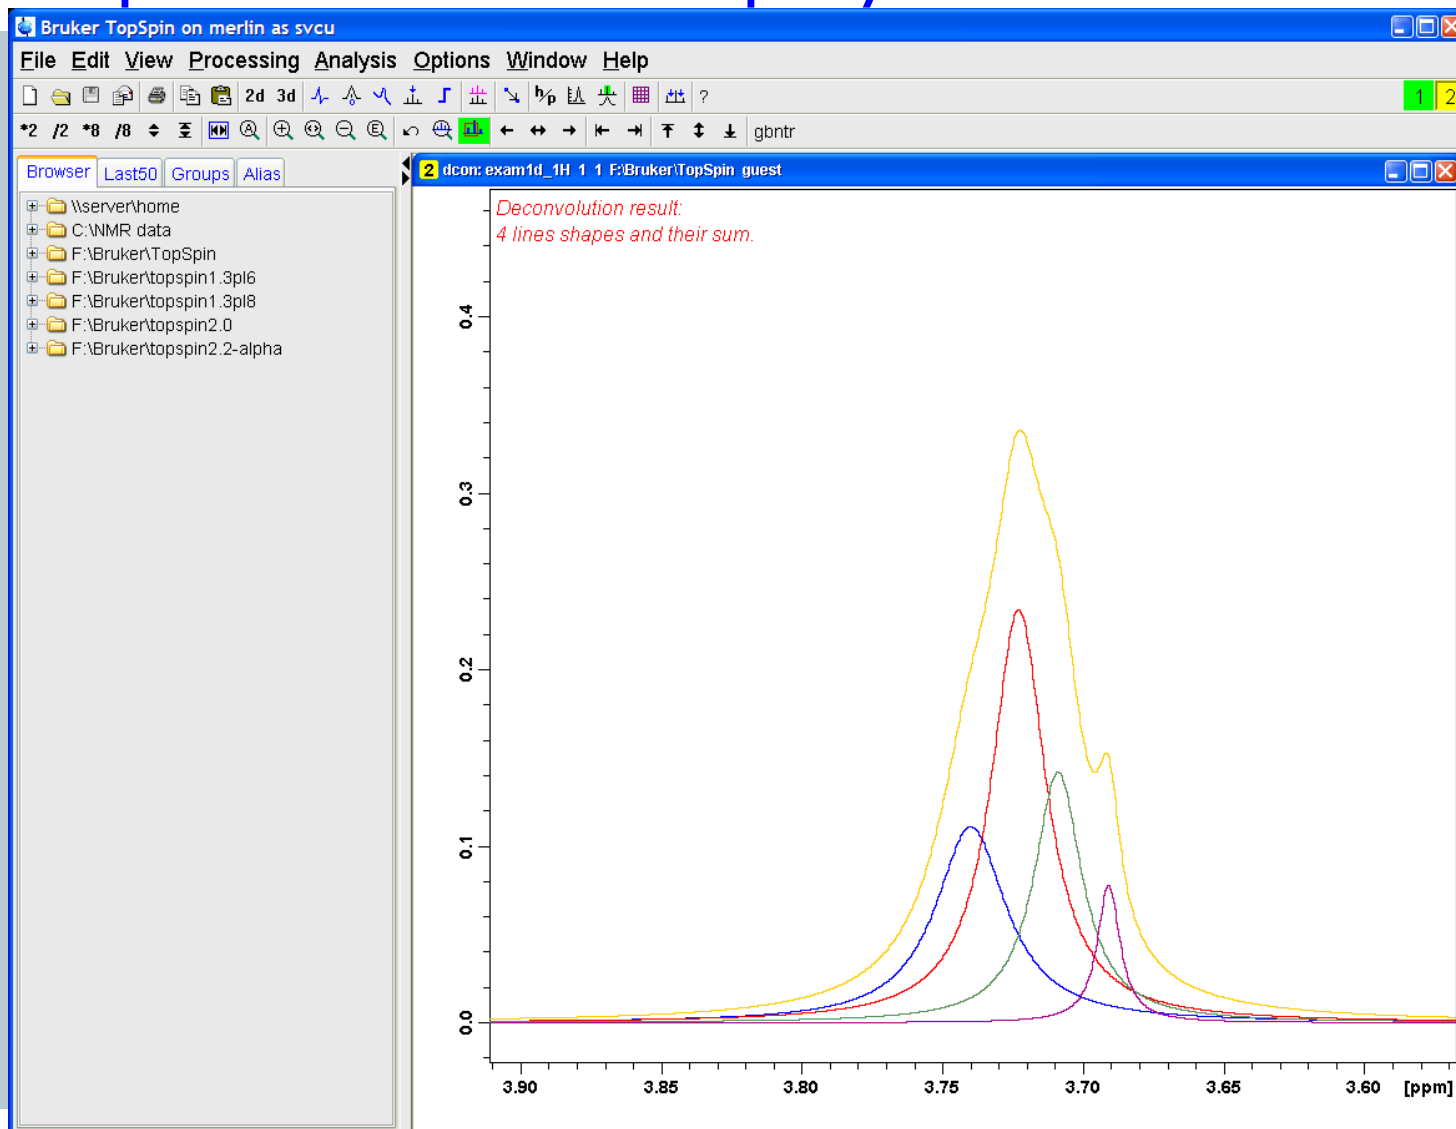 Bruker TopSpin on merlin as svcu
File Edit View Processing Analysis Options Window Help
2d 3d h/p ? 1 2
*2 /2 *8 /8 gbntr
Browser Last50 Groups Alias
2 dcon: exam1d_1H 1 1 F:\Bruker\TopSpin guest
\\server\home
C:\NMR data
F:\Bruker\TopSpin
F:\Bruker\topspin1.3pl6
F:\Bruker\topspin1.3pl8
F:\Bruker\topspin2.0
F:\Bruker\topspin2.2-alpha
Deconvolution result:
4 lines shapes and their sum.
0.4
0.3
0.2
0.1
0.0
3.90 3.85 3.80 3.75 3.70 3.65 3.60 [ppm]